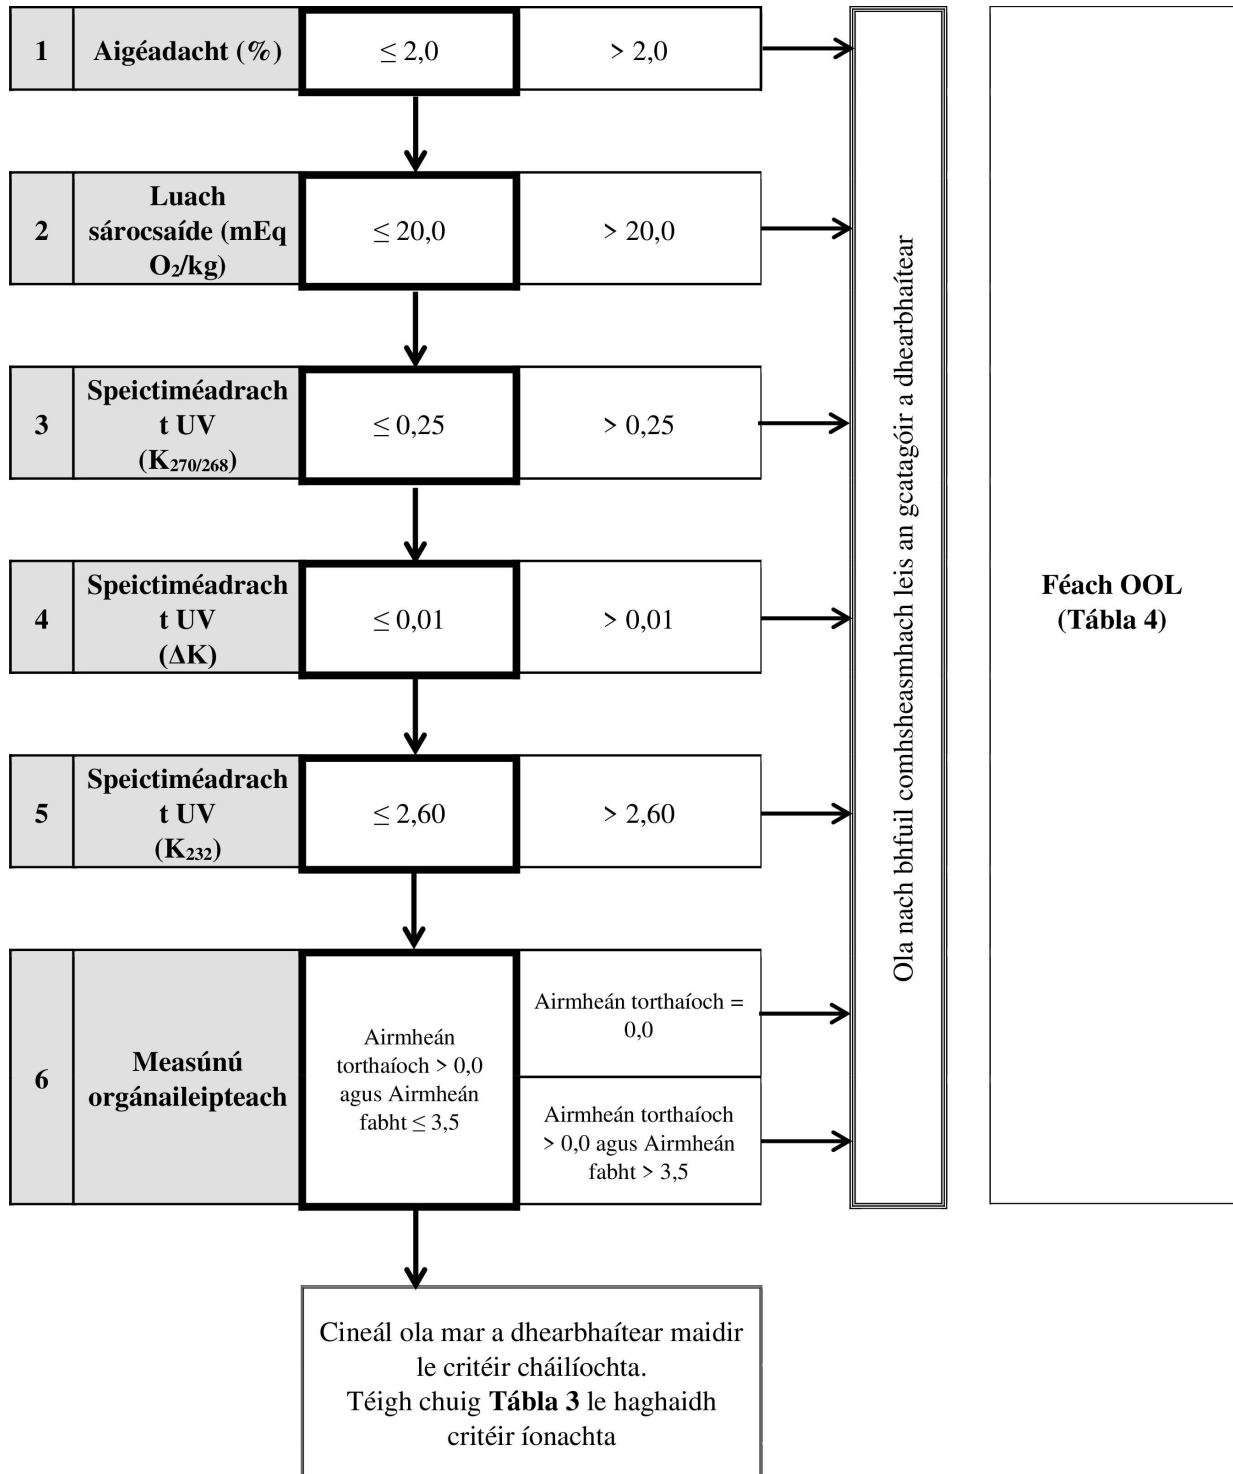 1
Aigéadacht (%)
≤ 2,0
> 2,0
2
Luach
sárocsaíde (mEq
O₂/kg)
≤ 20,0
> 20,0
3
Speictiméadrach
t UV
(K₂₇₀/₂₆₈)
≤ 0,25
> 0,25
4
Speictiméadrach
t UV
(ΔK)
≤ 0,01
> 0,01
5
Speictiméadrach
t UV
(K₂₃₂)
≤ 2,60
> 2,60
6
Measúnú
orgánaileipteach
Airmheán
torthaíoch > 0,0
agus Airmheán
fabht ≤ 3,5
Airmheán torthaíoch =
0,0
Airmheán torthaíoch
> 0,0 agus Airmheán
fabht > 3,5
Ola nach bhfuil comhsheasmhach leis an gcatagóir a dhearbhaítear
Féach OOL
(Tábla 4)
Cineál ola mar a dhearbhaítear maidir
le critéir cháilíochta.
Téigh chuig Tábla 3 le haghaidh
critéir íonachta